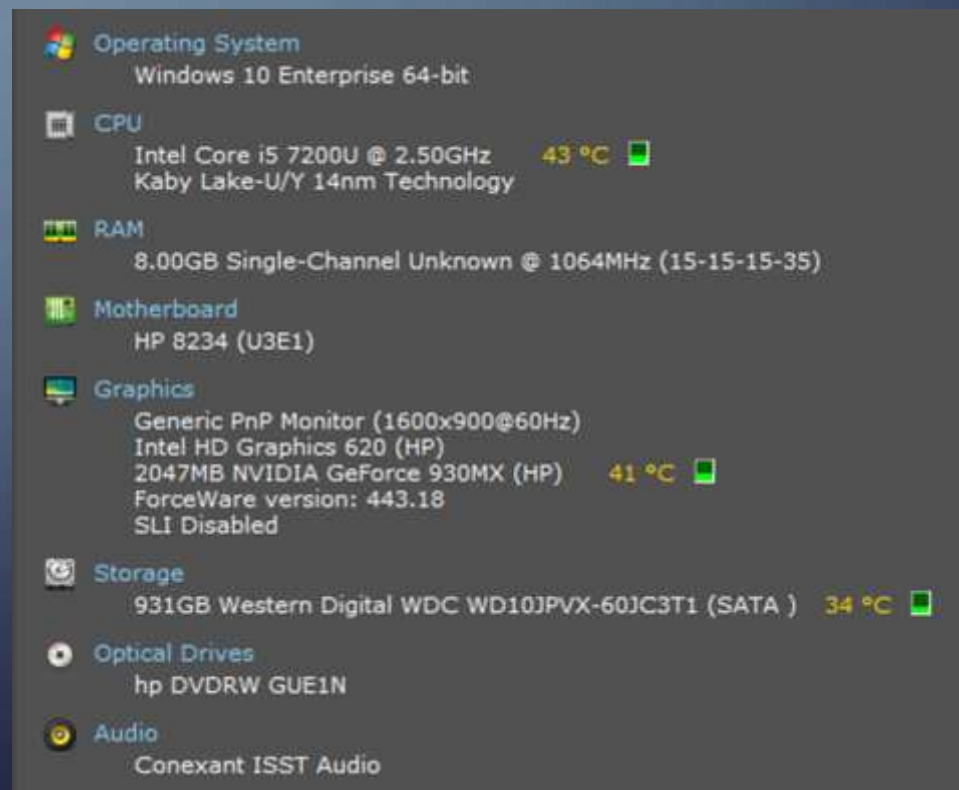 Operating System
Windows 10 Enterprise 64-bit
CPU
Intel Core i5 7200U @ 2.50GHz 43 °C
Kaby Lake-U/Y 14nm Technology
RAM
8.00GB Single-Channel Unknown @ 1064MHz (15-15-15-35)
Motherboard
HP 8234 (U3E1)
Graphics
Generic PnP Monitor (1600x900@60Hz)
Intel HD Graphics 620 (HP)
2047MB NVIDIA GeForce 930MX (HP) 41 °C
ForceWare version: 443.18
SLI Disabled
Storage
931GB Western Digital WDC WD10JPVX-60JC3T1 (SATA ) 34 °C
Optical Drives
hp DVDRW GUE1N
Audio
Conexant ISST Audio